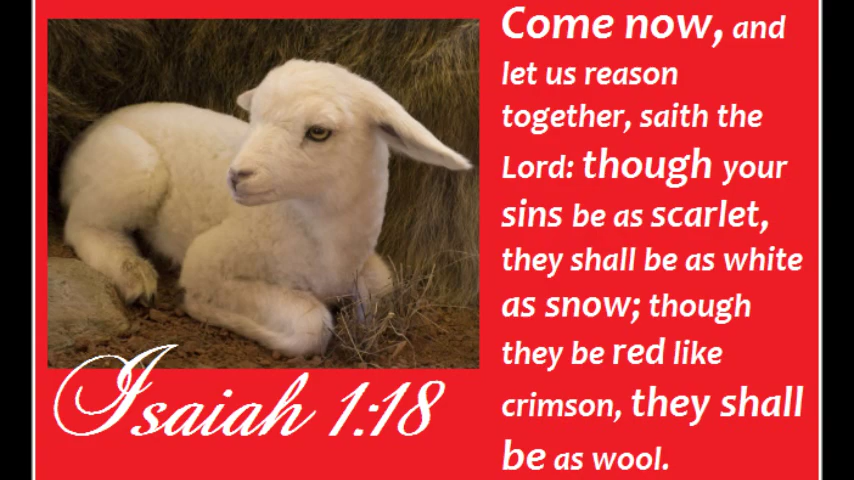 Come now, and
let us reason
together, saith the
Lord: though your
sins be as scarlet,
they shall be as white
as snow; though
they be red like
crimson, they shall
be as wool.
Isaiah 1:18